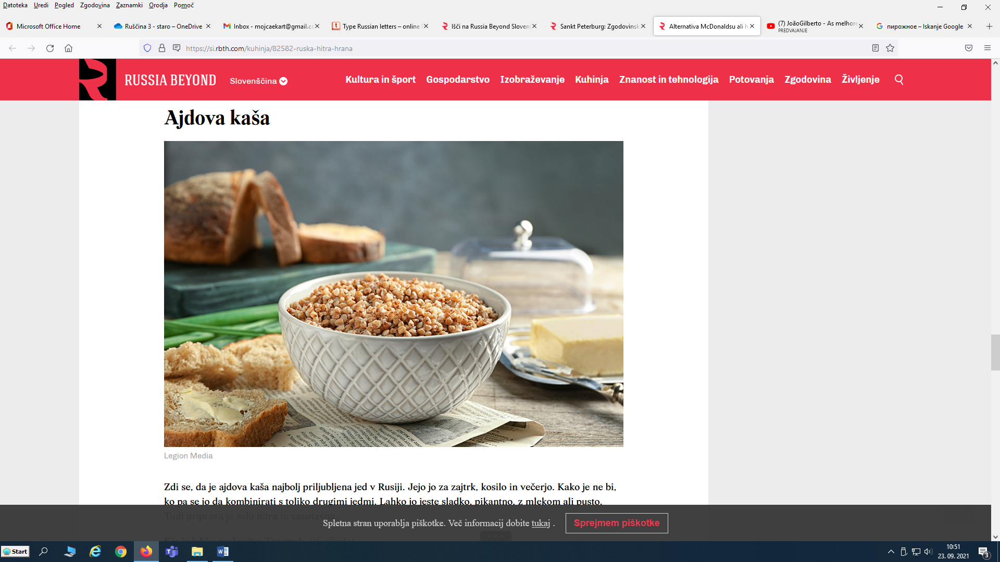 Datoteka Uredi Pogled Zgodovina Zaznamki Orodja Pomoč
Microsoft Office Home
Ruščina 3 - staro – OneDrive
Inbox - mojcaekart@gmail.c
Type Russian letters – online
Išči na Russia Beyond Sloveni
Sankt Peterburg: Zgodovinsk
Alternativa McDonaldsu ali h
(7) JoãoGilberto - As melhore
PREDVAJANJE
пирожное – Iskanje Google
https://si.rbth.com/kuhinja/82582-ruska-hitra-hrana
RUSSIA BEYOND
Slovenščina
Kultura in šport Gospodarstvo Izobraževanje Kuhinja Znanost in tehnologija Potovanja Zgodovina Življenje
Ajdova kaša
Legion Media
Zdi se, da je ajdova kaša najbolj priljubljena jed v Rusiji. Jejo jo za zajtrk, kosilo in večerjo. Kako je ne bi,
ko pa se jo da kombinirati s toliko drugimi jedmi. Lahko jo jeste sladko, pikantno, z mlekom ali pusto.
Tudi priprava je zelo hitra in enostavna.
Spletna stran uporablja piškotke. Več informacij dobite tukaj .
Sprejmem piškotke
Start
10:51
23. 09. 2021
3